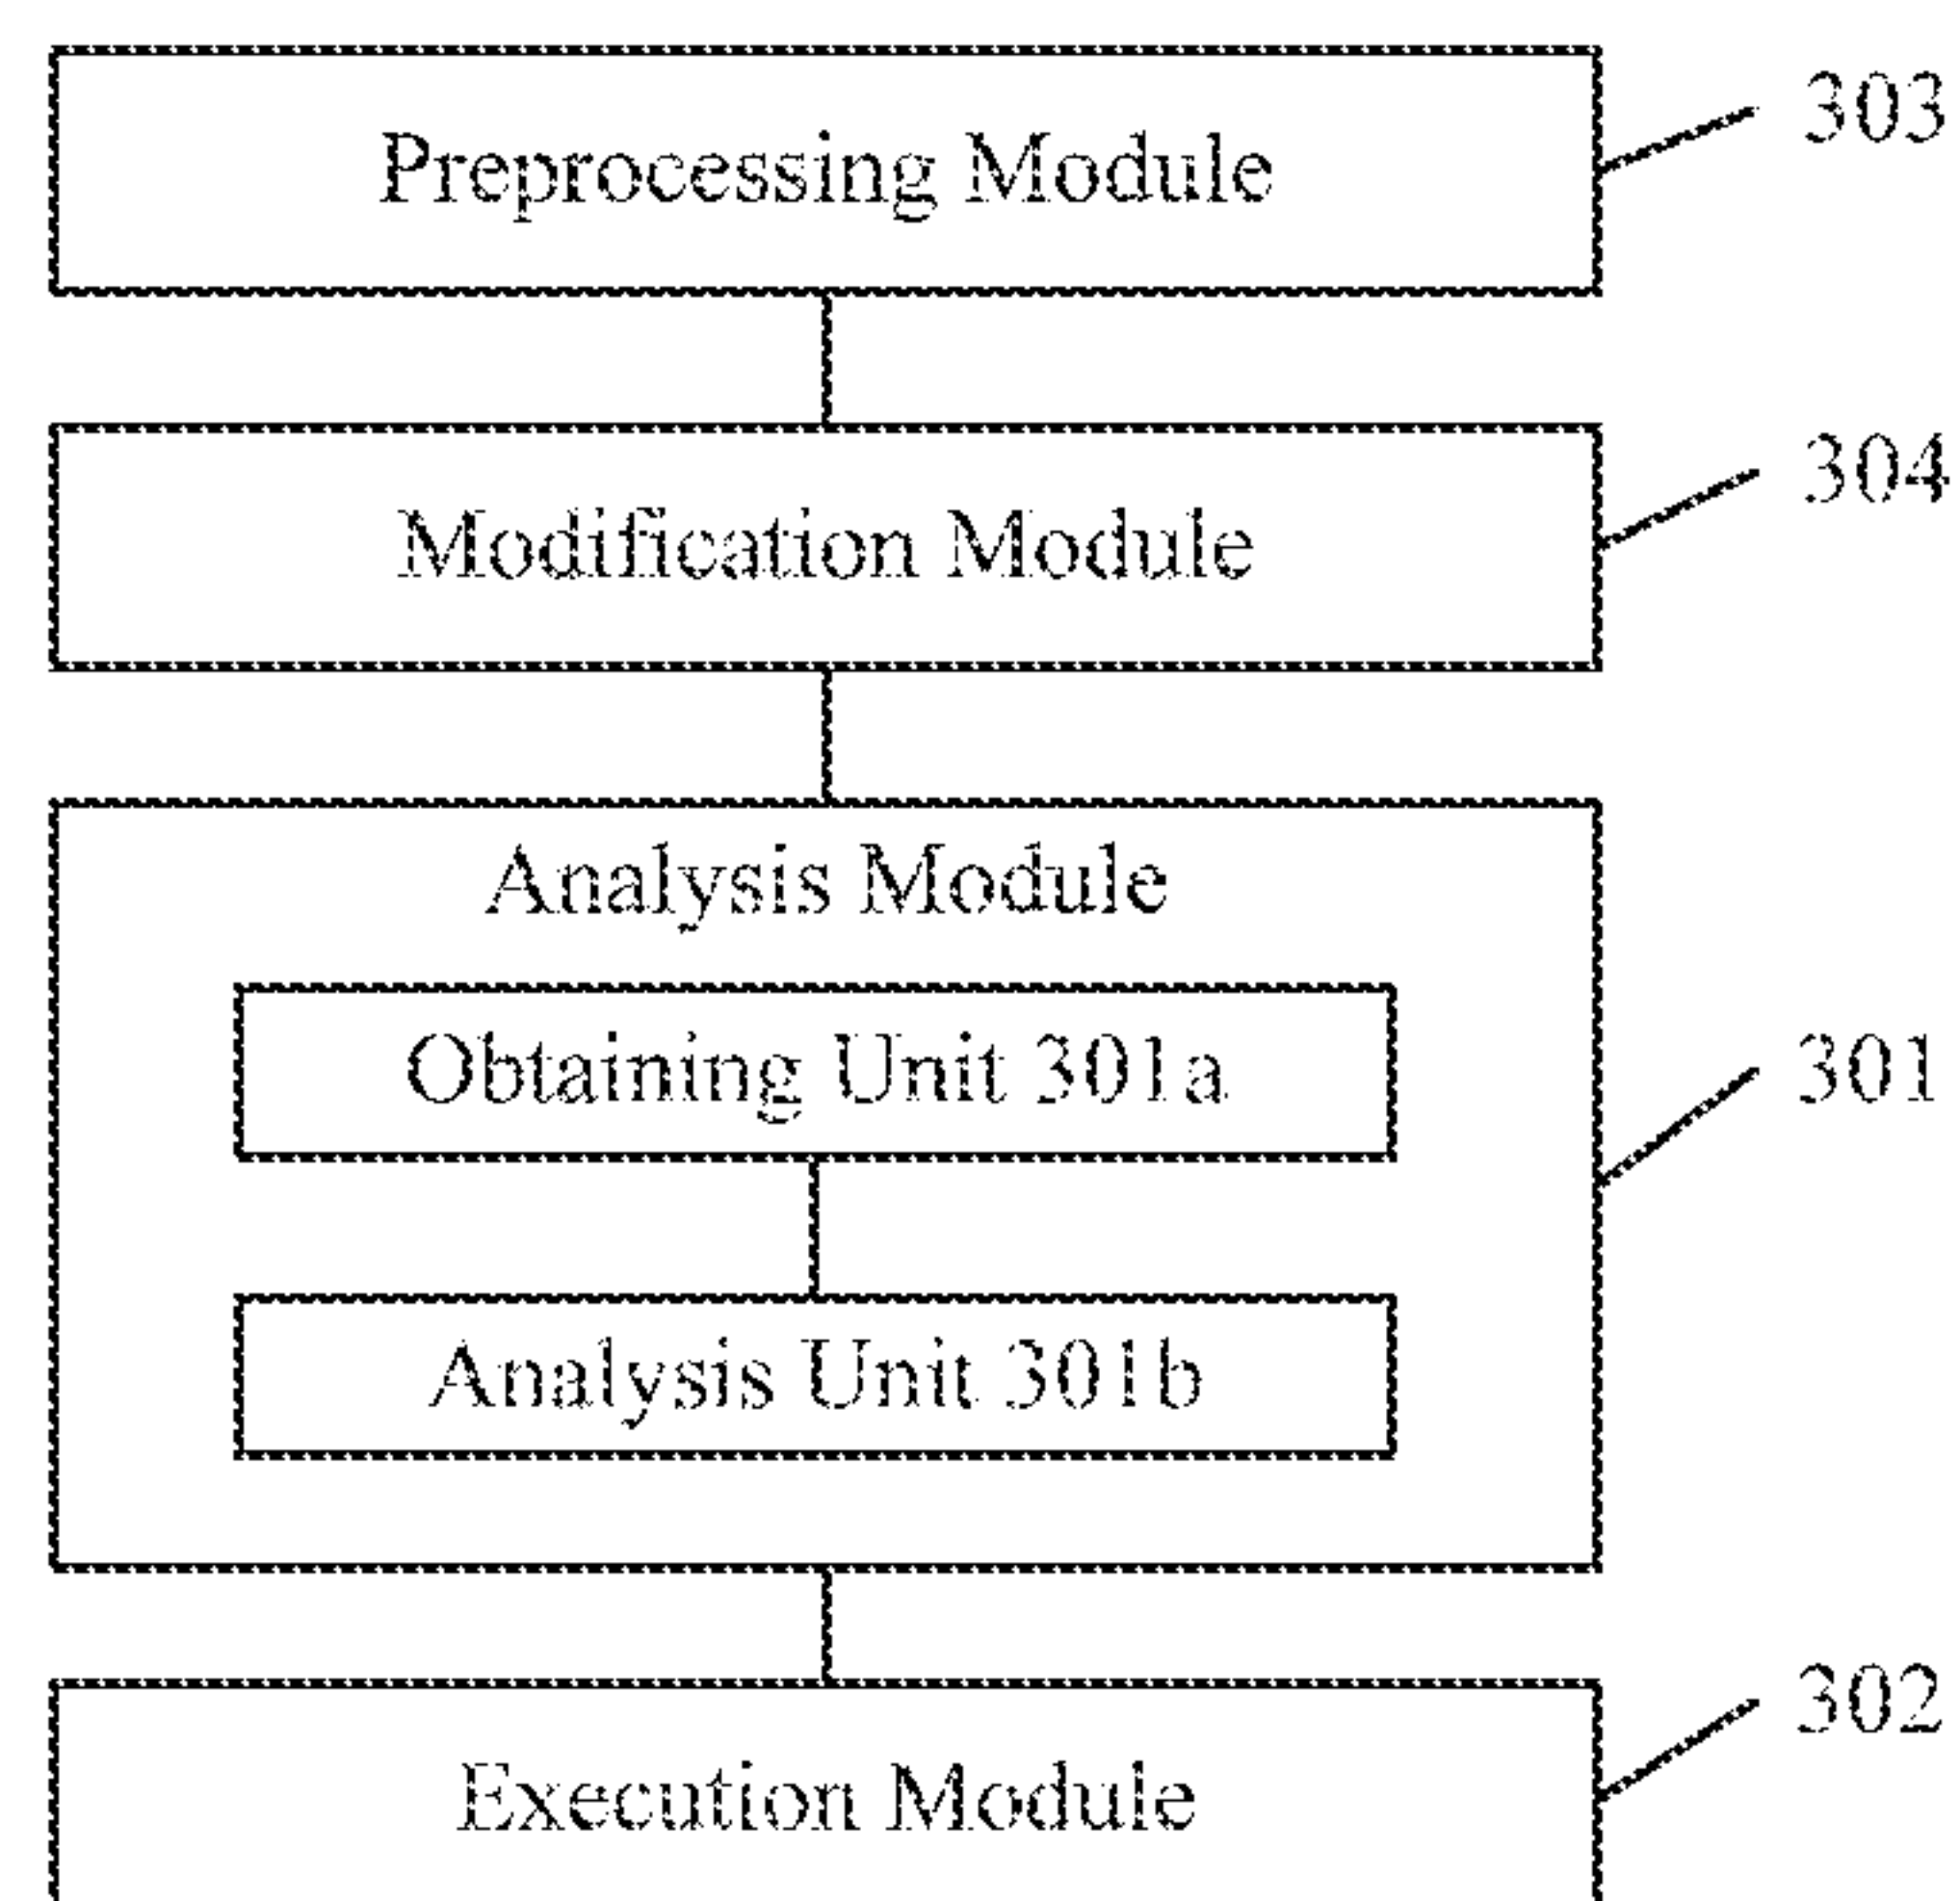 Preprocessing Module
303
Modification Module
304
Analysis Module
Obtaining Unit 301a
301
Analysis Unit 301b
302
Execution Module